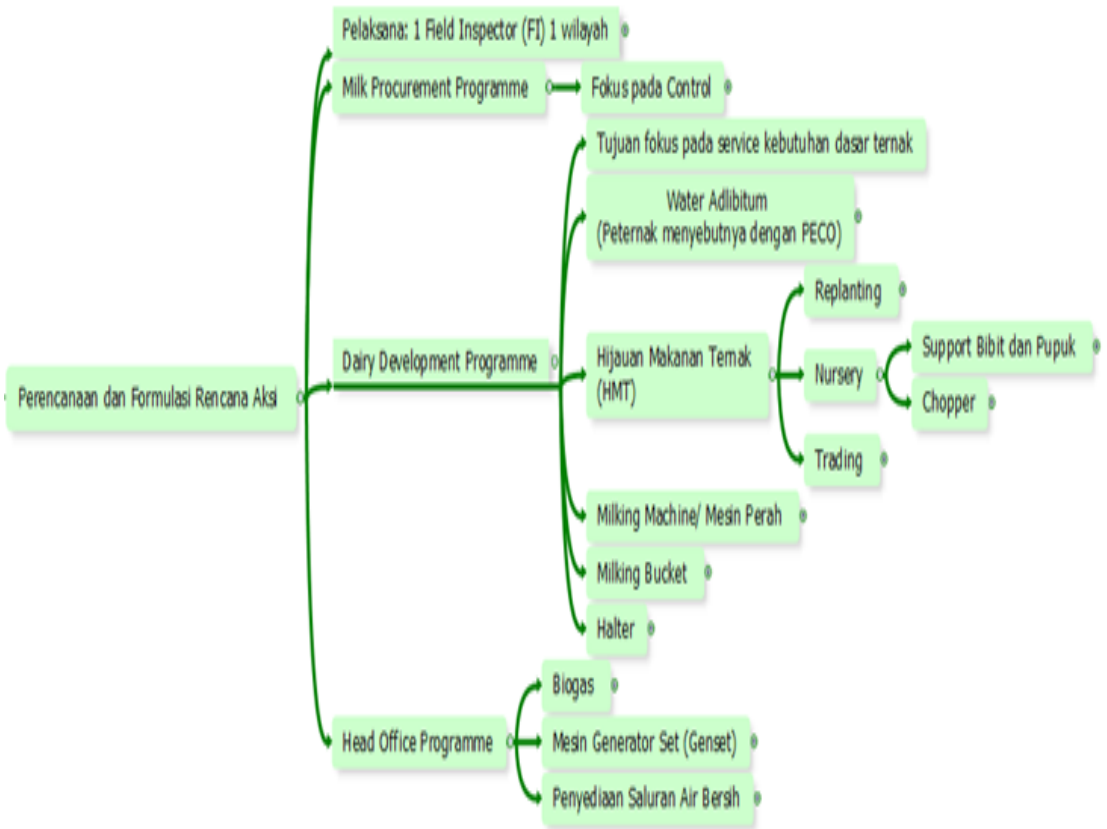 Pelaksana: 1 Field Inspector (FI) 1 wilayah
Milk Procurement Programme
Fokus pada Control
Tujuan fokus pada service kebutuhan dasar ternak
Water Adlibitum
(Peternak menyebutnya dengan PECO)
Replanting
Dairy Development Programme
Hijauan Makanan Ternak
(HMT)
Nursery
Support Bibit dan Pupuk
Chopper
Perencanaan dan Formulasi Rencana Aksi
Trading
Milking Machine/ Mesin Perah
Milking Bucket
Halter
Biogas
Head Office Programme
Mesin Generator Set (Genset)
Penyediaan Saluran Air Bersih